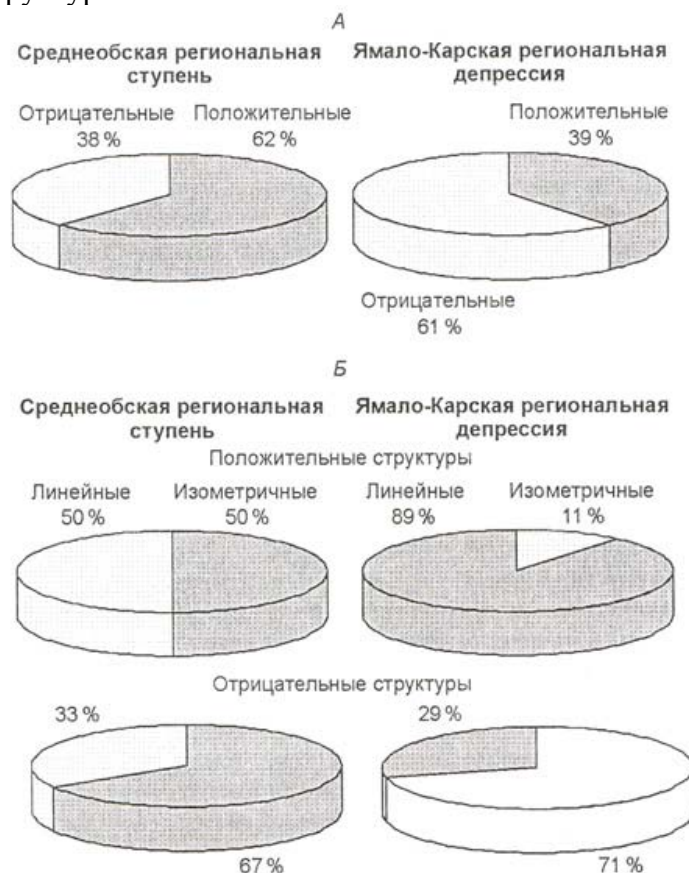 А
Среднеобская региональная ступень
Ямало-Карская региональная депрессия
Отрицательные 38 %
Положительные 62 %
Положительные 39 %
Отрицательные 61 %
Б
Среднеобская региональная ступень
Ямало-Карская региональная депрессия
Положительные структуры
Линейные 50 %
Изометричные 50 %
Линейные 89 %
Изометричные 11 %
Отрицательные структуры
33 %
29 %
67 %
71 %